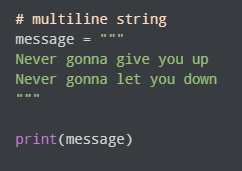 # multiline string
message = """
Never gonna give you up
Never gonna let you down
"""

print(message)